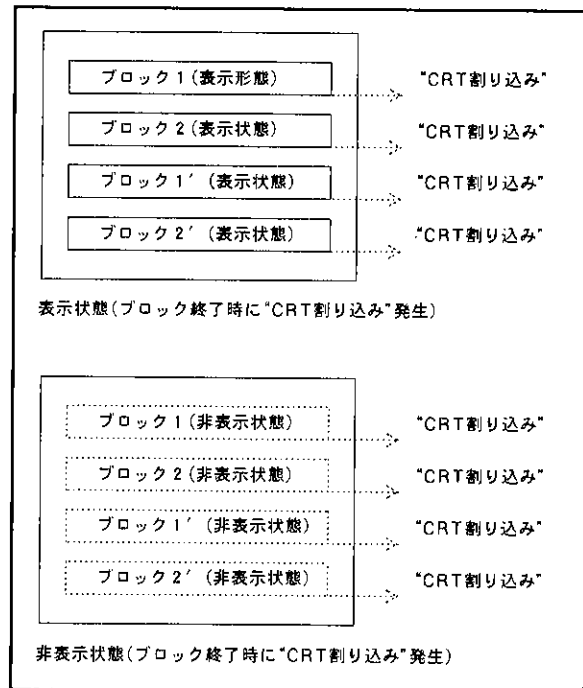 ブロック1(表示形態) "CRT割り込み"
ブロック2(表示状態) "CRT割り込み"
ブロック1′(表示状態) "CRT割り込み"
ブロック2′(表示状態) "CRT割り込み"
表示状態(ブロック終了時に"CRT割り込み"発生)
ブロック1(非表示状態) "CRT割り込み"
ブロック2(非表示状態) "CRT割り込み"
ブロック1′(非表示状態) "CRT割り込み"
ブロック2′(非表示状態) "CRT割り込み"
非表示状態(ブロック終了時に"CRT割り込み"発生)